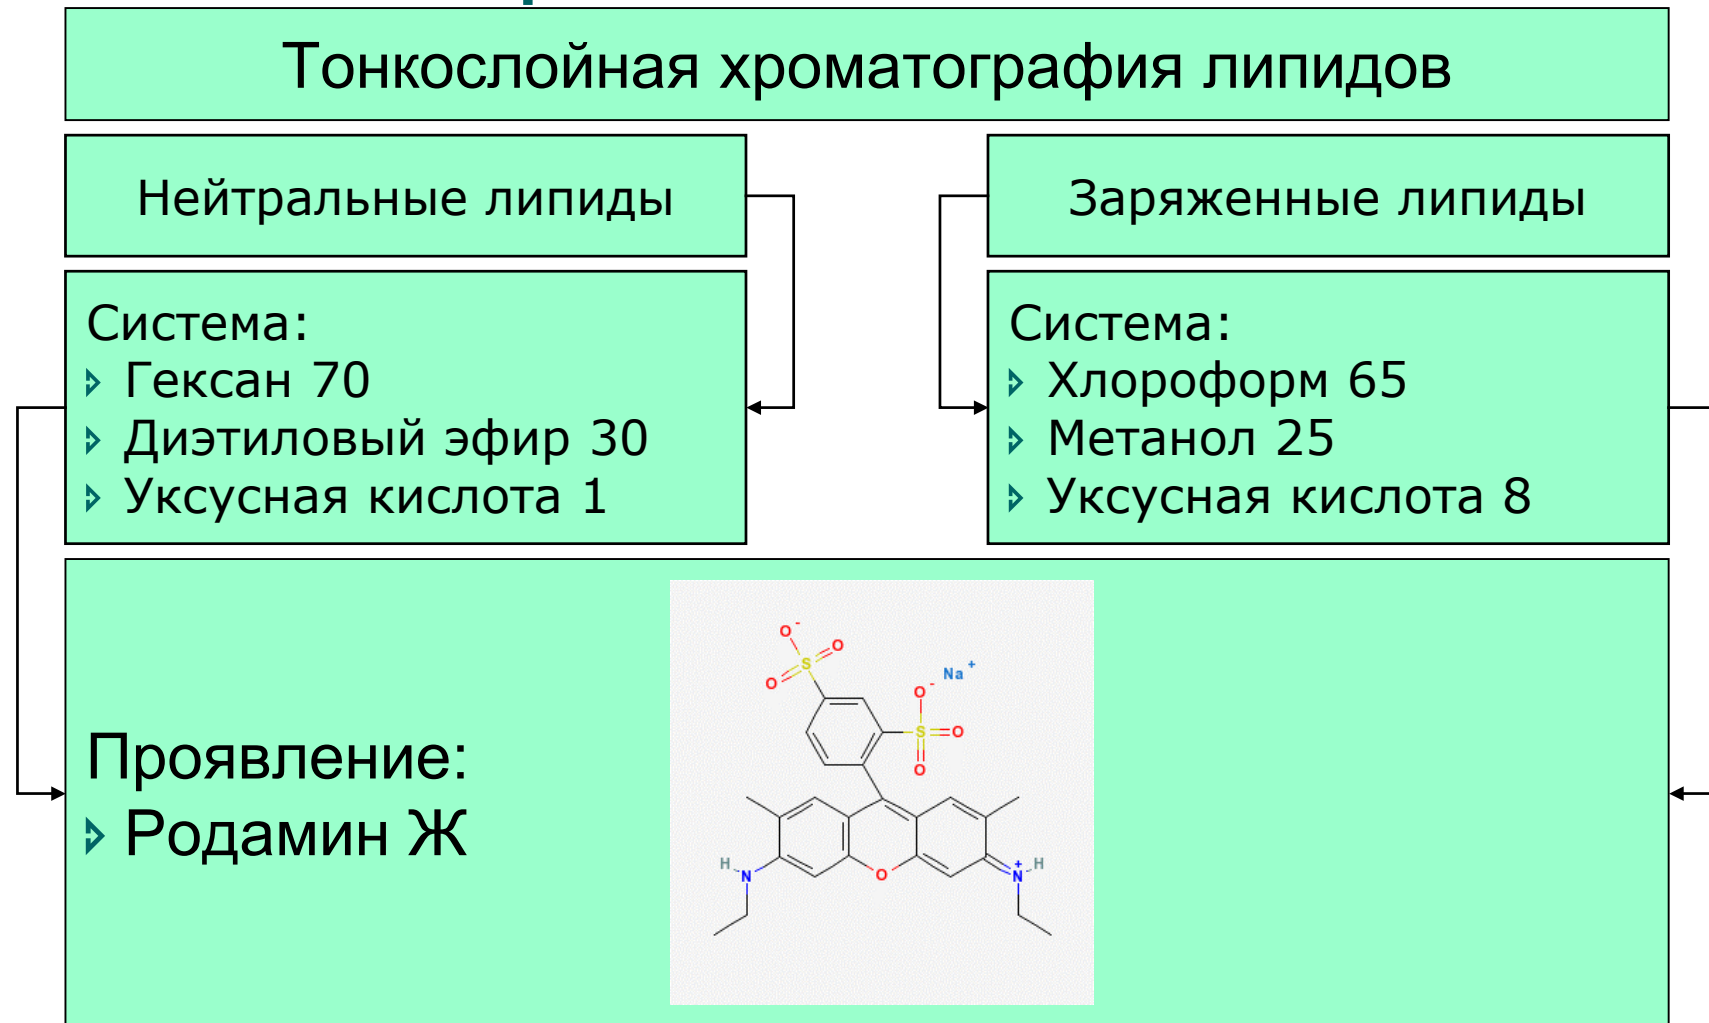 Тонкослойная хроматография липидов
Нейтральные липиды
Заряженные липиды
Система:
Гексан 70
Диэтиловый эфир 30
Уксусная кислота 1
Система:
Хлороформ 65
Метанол 25
Уксусная кислота 8
Проявление:
Родамин Ж
O-
O
S
O
Na+
O-
S
O
O
H
N
O
N+
H